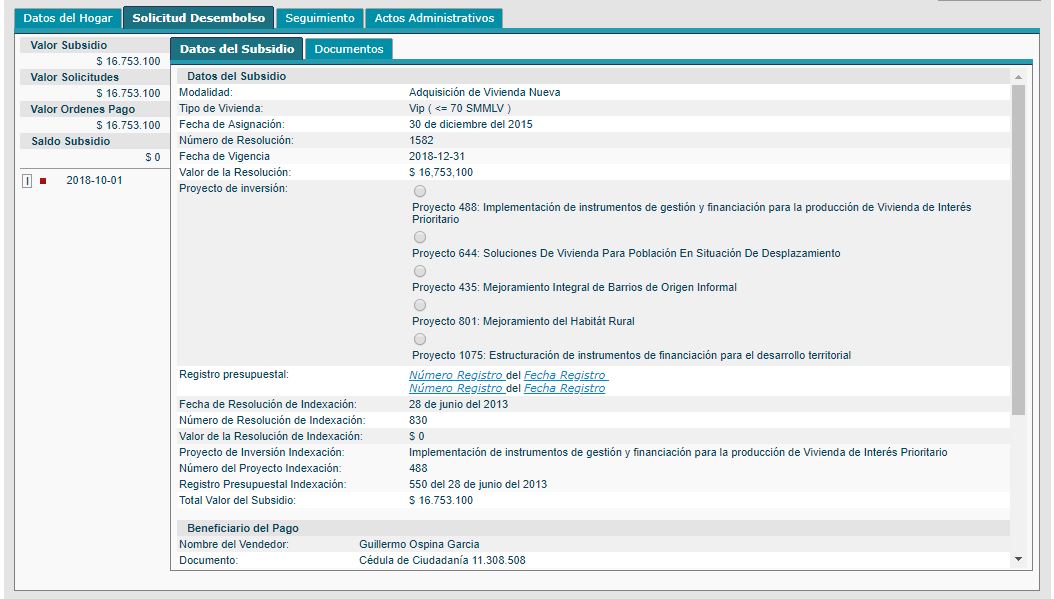 Datos del Hogar Solicitud Desembolso Seguimiento Actos Administrativos
Valor Subsidio
$ 16.753.100
Valor Solicitudes
$ 16.753.100
Valor Ordenes Pago
$ 16.753.100
Saldo Subsidio
$ 0
I 2018-10-01
Datos del Subsidio Documentos
Datos del Subsidio
Modalidad: Adquisición de Vivienda Nueva
Tipo de Vivienda: Vip ( <= 70 SMMLV )
Fecha de Asignación: 30 de diciembre del 2015
Número de Resolución: 1582
Fecha de Vigencia 2018-12-31
Valor de la Resolución: $ 16,753,100
Proyecto de inversión:
Proyecto 488: Implementación de instrumentos de gestión y financiación para la producción de Vivienda de Interés
Prioritario
Proyecto 644: Soluciones De Vivienda Para Población En Situación De Desplazamiento
Proyecto 435: Mejoramiento Integral de Barrios de Origen Informal
Proyecto 801: Mejoramiento del Habitát Rural
Proyecto 1075: Estructuración de instrumentos de financiación para el desarrollo territorial
Registro presupuestal: Número Registro del Fecha Registro
Número Registro del Fecha Registro
Fecha de Resolución de Indexación: 28 de junio del 2013
Número de Resolución de Indexación: 830
Valor de la Resolución de Indexación: $ 0
Proyecto de Inversión Indexación: Implementación de instrumentos de gestión y financiación para la producción de Vivienda de Interés Prioritario
Número del Proyecto Indexación: 488
Registro Presupuestal Indexación: 550 del 28 de junio del 2013
Total Valor del Subsidio: $ 16.753.100
Beneficiario del Pago
Nombre del Vendedor: Guillermo Ospina Garcia
Documento: Cédula de Ciudadanía 11.308.508